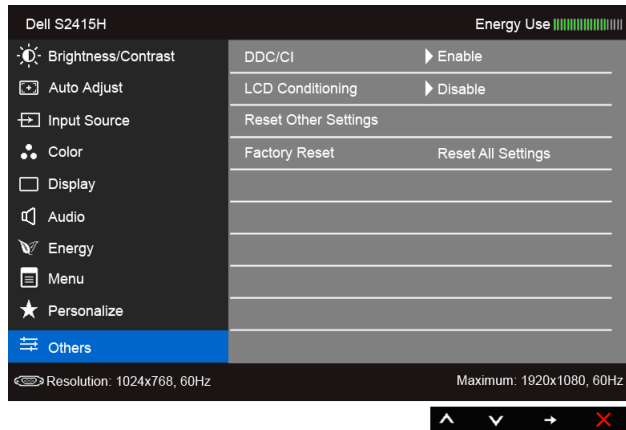 Dell S2415H Energy Use
Brightness/Contrast DDC/CI Enable
Auto Adjust LCD Conditioning Disable
Input Source Reset Other Settings
Color Factory Reset Reset All Settings
Display
Audio
Energy
Menu
Personalize
Others
Resolution: 1024x768, 60Hz Maximum: 1920x1080, 60Hz